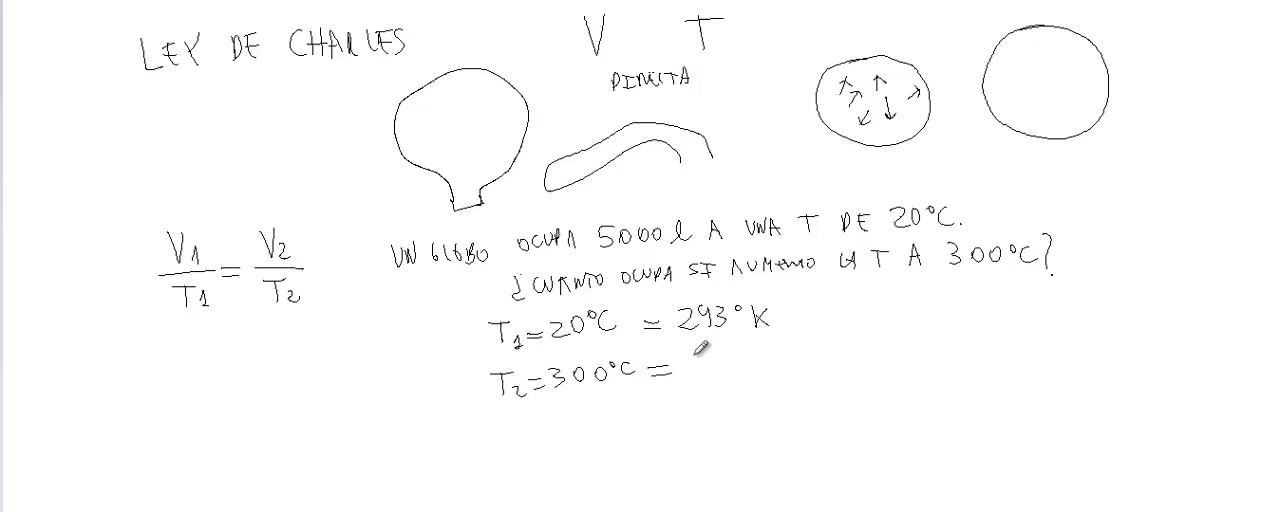 LEY DE CHARLES
V T
DIRECTA
V1/T1 = V2/T2
UN GLOBO OCUPA 5000 l A UNA T DE 20°C.
¿CUANTO OCUPA SI AUMENTO LA T A 300°C?
T1=20°C = 293°K
T2=300°C =